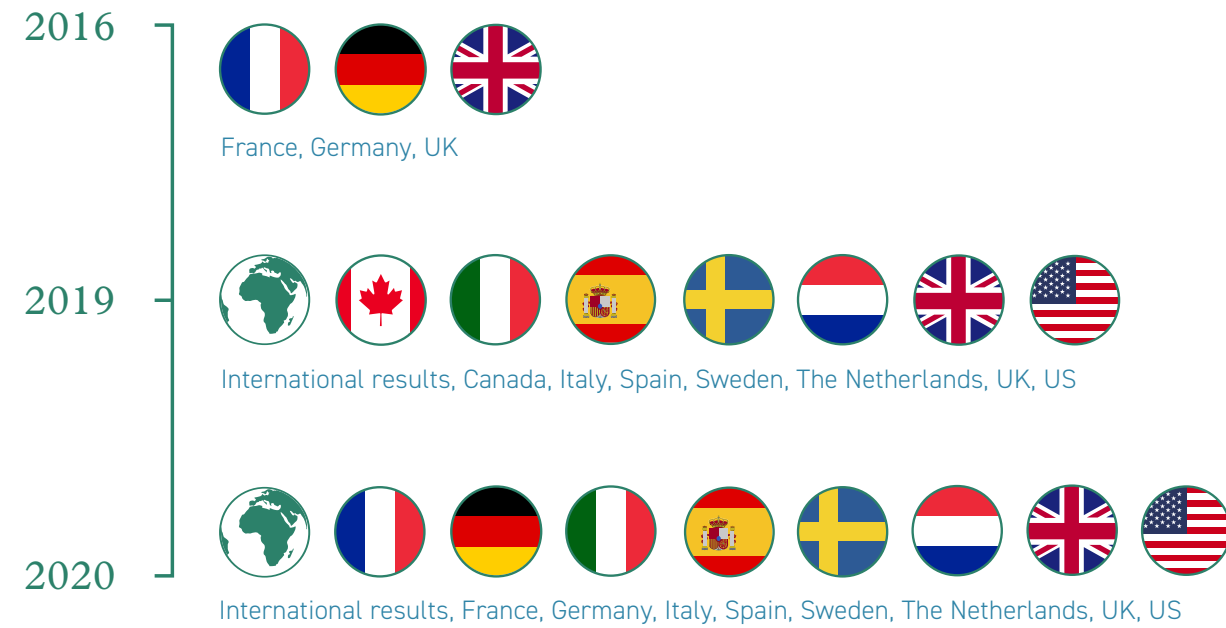 2016
France, Germany, UK
2019
International results, Canada, Italy, Spain, Sweden, The Netherlands, UK, US
2020
International results, France, Germany, Italy, Spain, Sweden, The Netherlands, UK, US